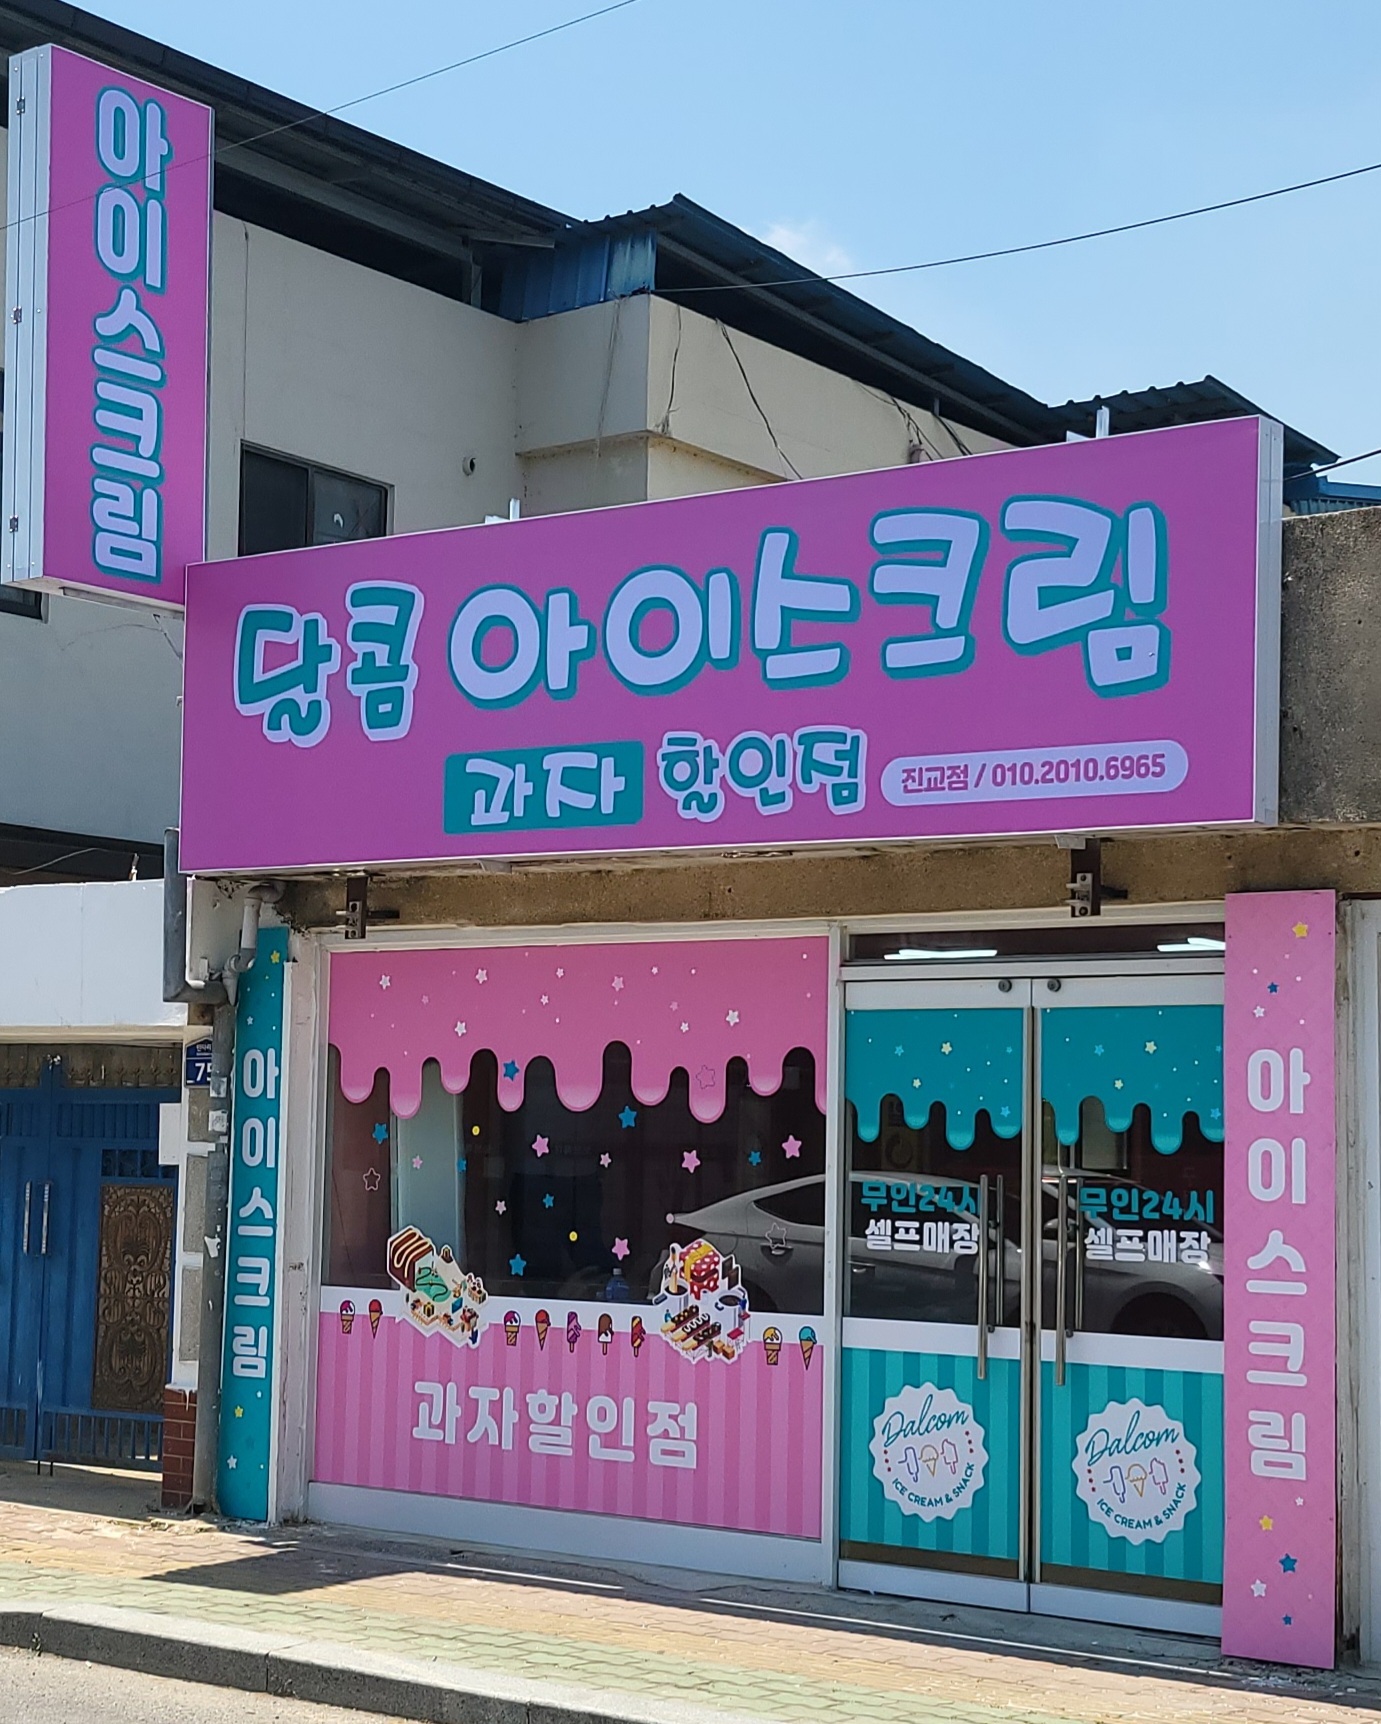 아이스크림
달콤 아이스크림
과자 할인점
진교점 / 010.2010.6965
아이스크림
과자할인점
무인24시
셀프매장
무인24시
셀프매장
Dalcom
ICE CREAM & SNACK
Dalcom
ICE CREAM & SNACK
아이스크림
75